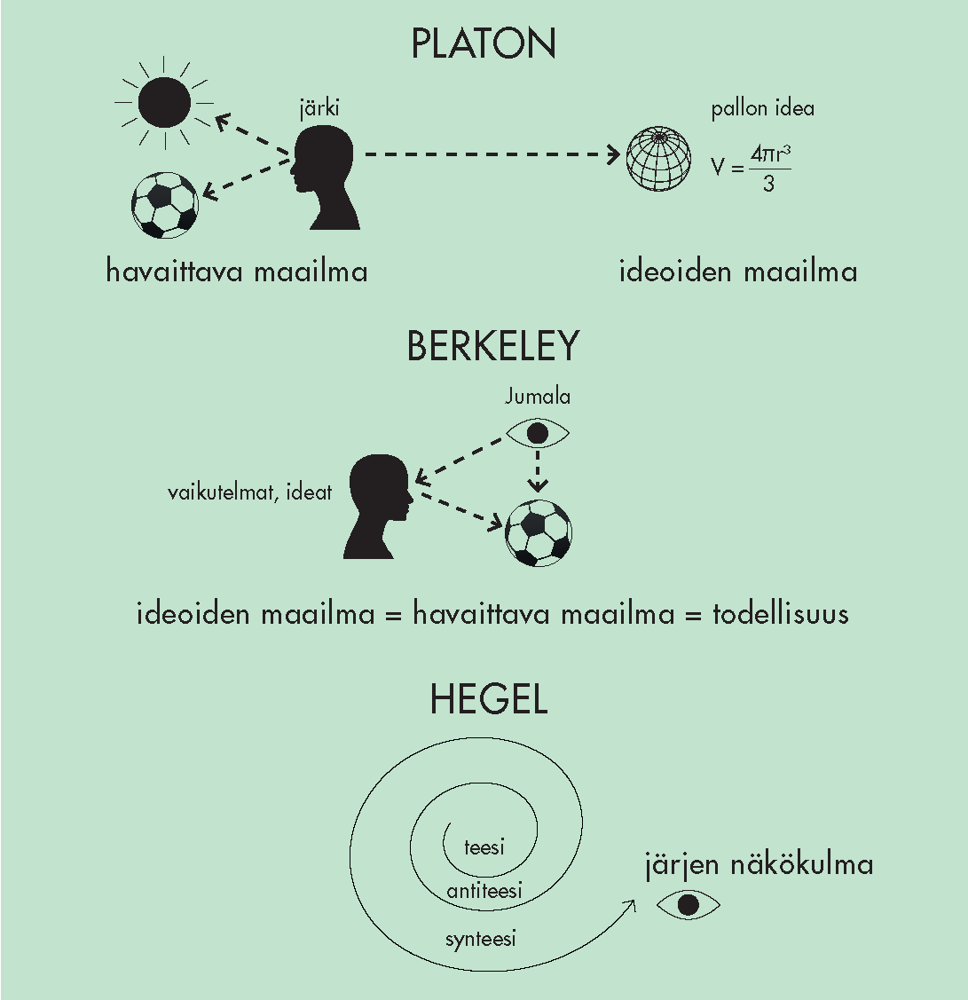 PLATON
järki
pallon idea
V = 4πr³
3
havaittava maailma
ideoiden maailma
BERKELEY
Jumala
vaikutelmat, ideat
ideoiden maailma = havaittava maailma = todellisuus
HEGEL
teesi
järjen näkökulma
antiteesi
synteesi